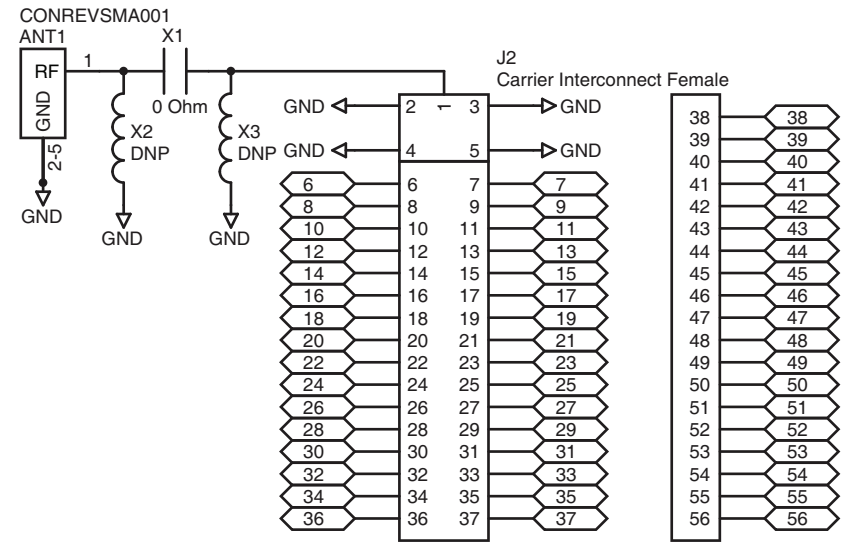 CONREVSMA001
ANT1
X1
RF
1
GND
2-5
GND
0 Ohm
X2
DNP
GND
X3
DNP
GND
J2
Carrier Interconnect Female
GND 2 1 3 GND
GND 4 5 GND
6 6 7 7
8 8 9 9
10 10 11 11
12 12 13 13
14 14 15 15
16 16 17 17
18 18 19 19
20 20 21 21
22 22 23 23
24 24 25 25
26 26 27 27
28 28 29 29
30 30 31 31
32 32 33 33
34 34 35 35
36 36 37 37
38 38
39 39
40 40
41 41
42 42
43 43
44 44
45 45
46 46
47 47
48 48
49 49
50 50
51 51
52 52
53 53
54 54
55 55
56 56